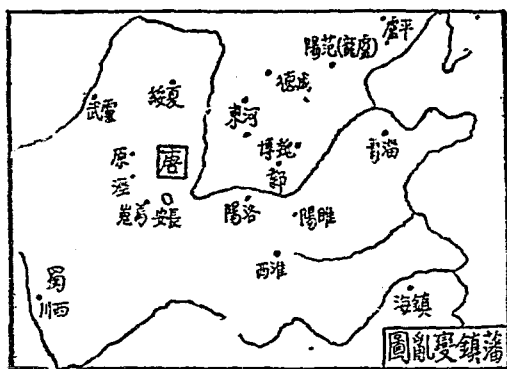 平盧
(盧龍)范陽
成德
夏綏
靈武
河東
魏博
淄青
原
唐
涇
長安
洛陽
睢陽
淮西
蜀
西川
鎮海
藩鎮變亂圖